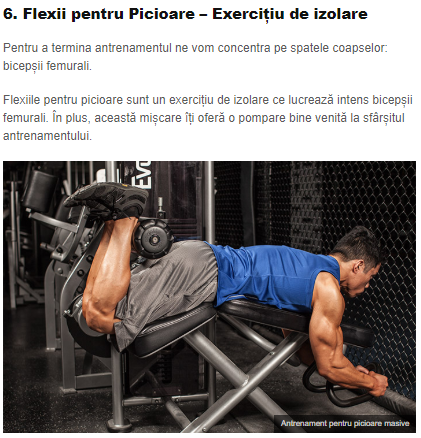 6. Flexii pentru Picioare – Exercițiu de izolare
Pentru a termina antrenamentul ne vom concentra pe spatele coapselor:
bicepșii femurali.
Flexiile pentru picioare sunt un exercițiu de izolare ce lucrează intens bicepșii
femurali. În plus, această mișcare îți oferă o pompare bine venită la sfârșitul
antrenamentului.
Evo
Antrenament pentru picioare masive